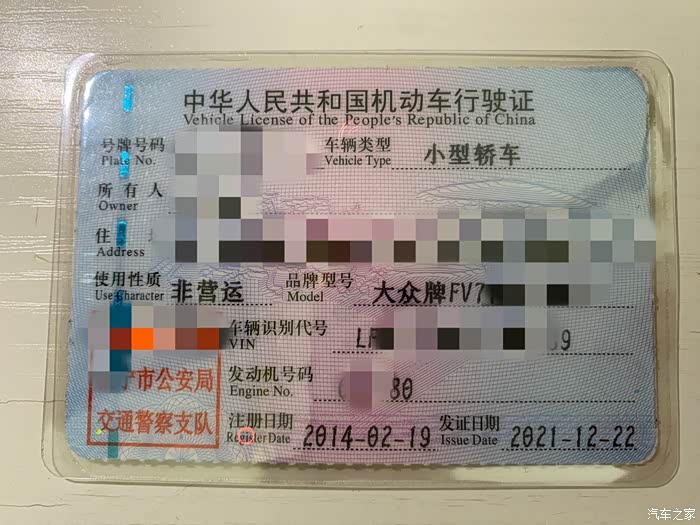 中华人民共和国机动车行驶证
Vehicle License of the People's Republic of China
号牌号码
Plate No.
车辆类型 小型轿车
Vehicle Type
所有人
Owner
住
Address
使用性质 非营运
Use Character
品牌型号 大众牌FV7
Model
车辆识别代号 LF 9
VIN
市公安局
交通警察支队
发动机号码 80
Engine No.
注册日期 2014-02-19
Register Date
发证日期 2021-12-22
Issue Date
汽车之家